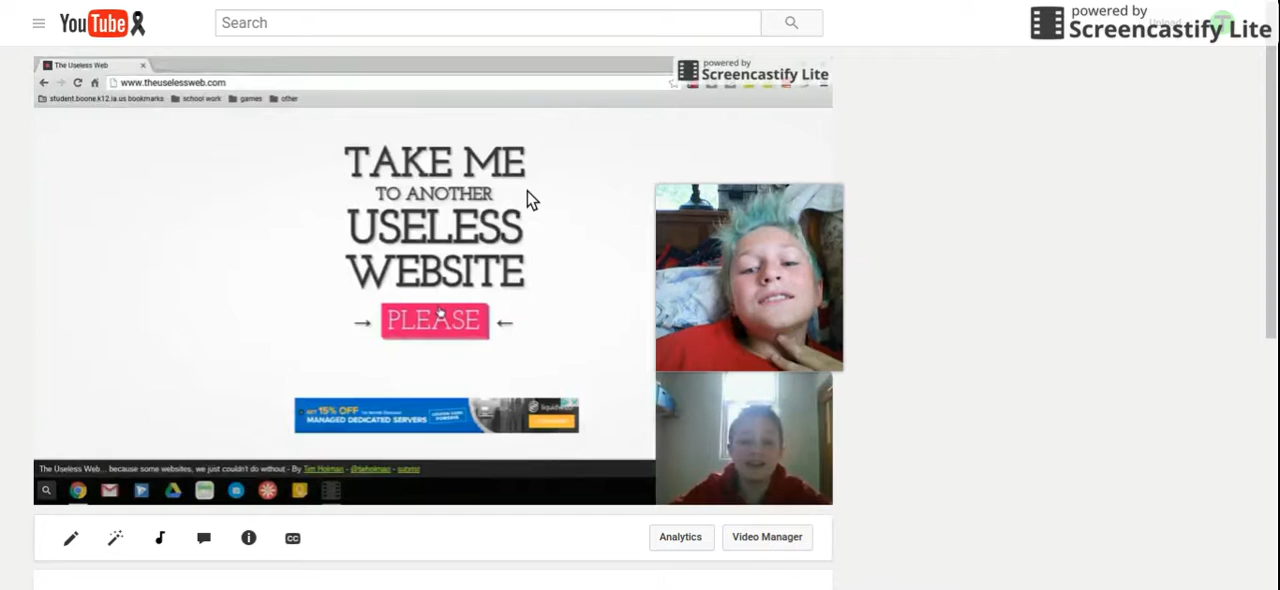 YouTube
Search
powered by
Screencastify Lite
The Useless Web
www.theuselessweb.com
student.boone.k12.ia.us bookmarks school work games other
powered by
Screencastify Lite
TAKE ME
TO ANOTHER
USELESS
WEBSITE
→ PLEASE ←
GET 15% OFF
MANAGED DEDICATED SERVERS
The Useless Web... because some websites, we just couldn't do without - By Tim Holman - @twholman - submit
CC
Analytics
Video Manager